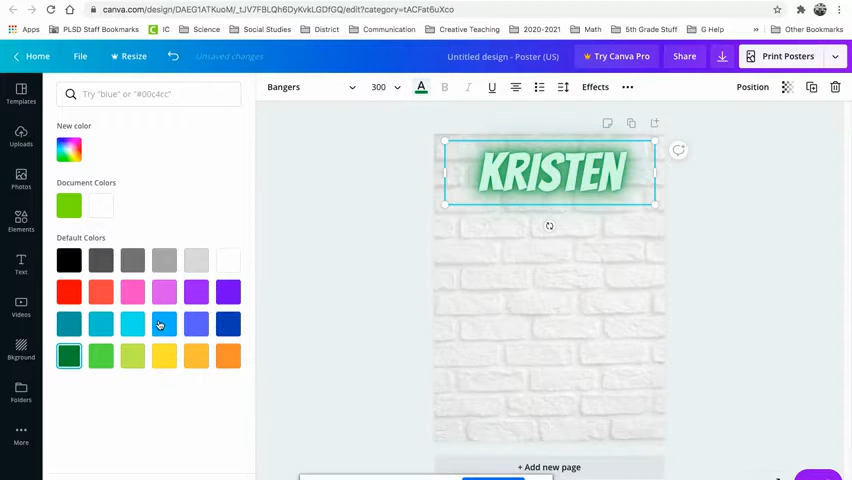 canva.com/design/DAEG1ATKuoM/_tJV7FBLQh6DyKvkLGDfGQ/edit?category=tACFat6uXco
Apps
PLSD Staff Bookmarks
IC
Science
Social Studies
District
Communication
Creative Teaching
2020-2021
Math
5th Grade Stuff
G Help
Other Bookmarks
Home
File
Resize
Unsaved changes
Untitled design - Poster (US)
Try Canva Pro
Share
Print Posters
Templates
Uploads
Photos
Elements
Text
Videos
Bkground
Folders
More
Try "blue" or "#00c4cc"
New color
Document Colors
Default Colors
Bangers
300
A
B
I
U
Effects
Position
KRISTEN
+ Add new page